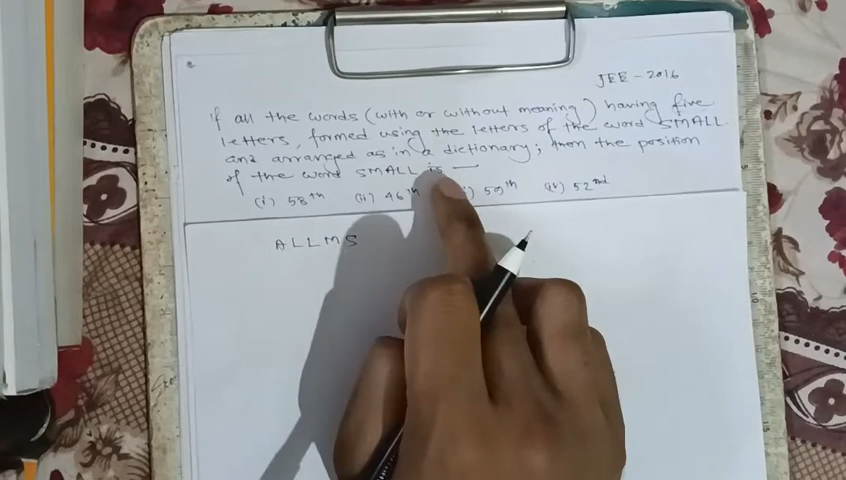 JEE - 2016
If all the words (with or without meaning) having five
letters, formed using the letters of the word SMALL.
and arranged as in a dictionary; then the position
of the word SMALL is —
(i) 58th (ii) 46th ) 59th (iv) 52nd
A L L M S